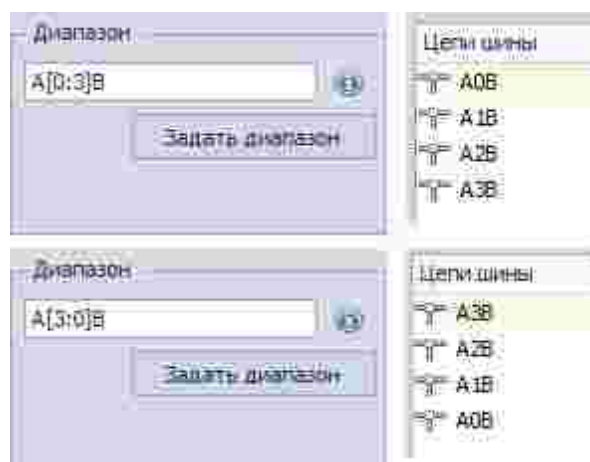 Диапазон
A[0:3]B
Задать диапазон
Цепи шины
A0B
A1B
A2B
A3B
Диапазон
A[3:0]B
Задать диапазон
Цепи шины
A3B
A2B
A1B
A0B